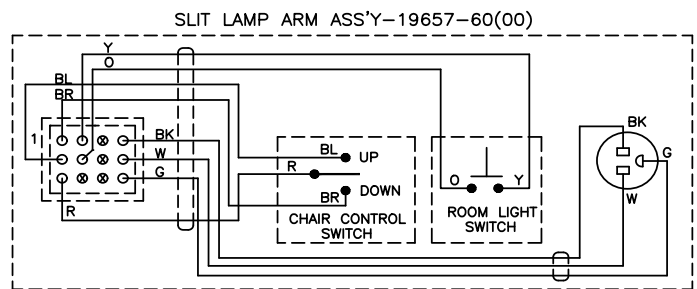 SLIT LAMP ARM ASS'Y-19657-60(00)
Y
O
BL
BR
1
BK
W
G
R
BL
UP
R
BR
DOWN
CHAIR CONTROL
SWITCH
O
Y
ROOM LIGHT
SWITCH
BK
G
W